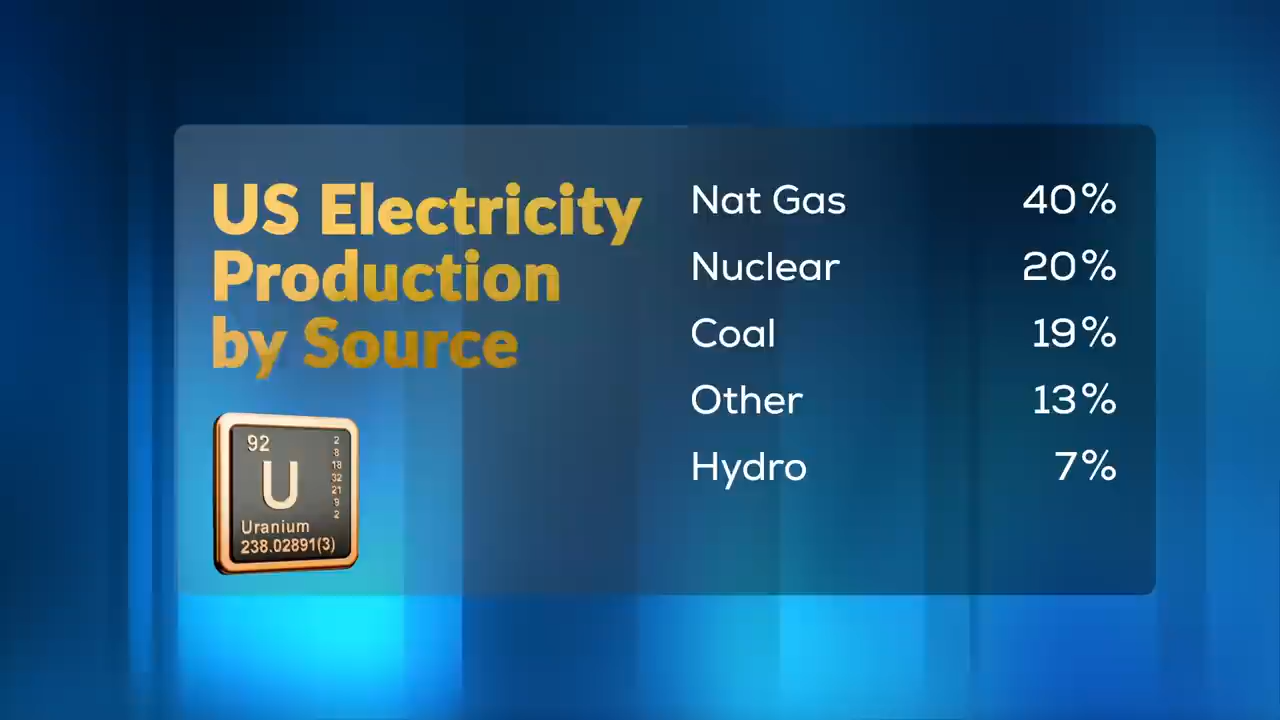 US Electricity
Production
by Source
Nat Gas 40%
Nuclear 20%
Coal 19%
Other 13%
Hydro 7%
92
U
Uranium
238.02891(3)
2
8
18
32
21
9
2